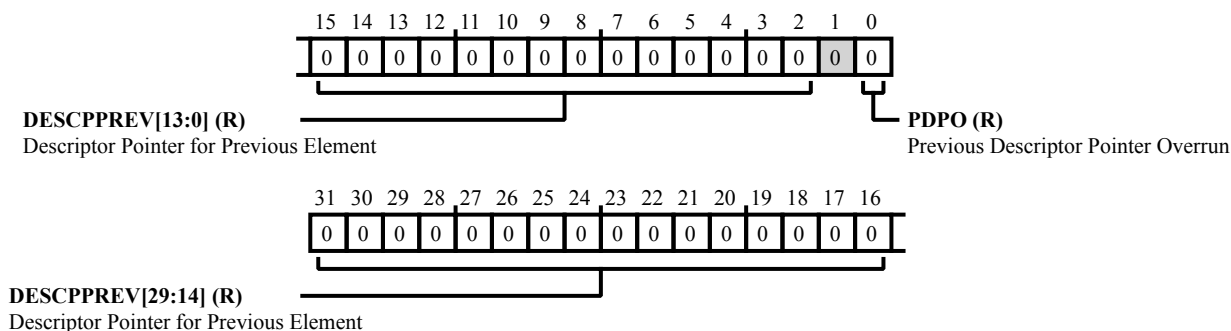 15 14 13 12 11 10 9 8 7 6 5 4 3 2 1 0
0 0 0 0 0 0 0 0 0 0 0 0 0 0 0 0
DESCPPREV[13:0] (R)
Descriptor Pointer for Previous Element
PDPO (R)
Previous Descriptor Pointer Overrun
31 30 29 28 27 26 25 24 23 22 21 20 19 18 17 16
0 0 0 0 0 0 0 0 0 0 0 0 0 0 0 0
DESCPPREV[29:14] (R)
Descriptor Pointer for Previous Element